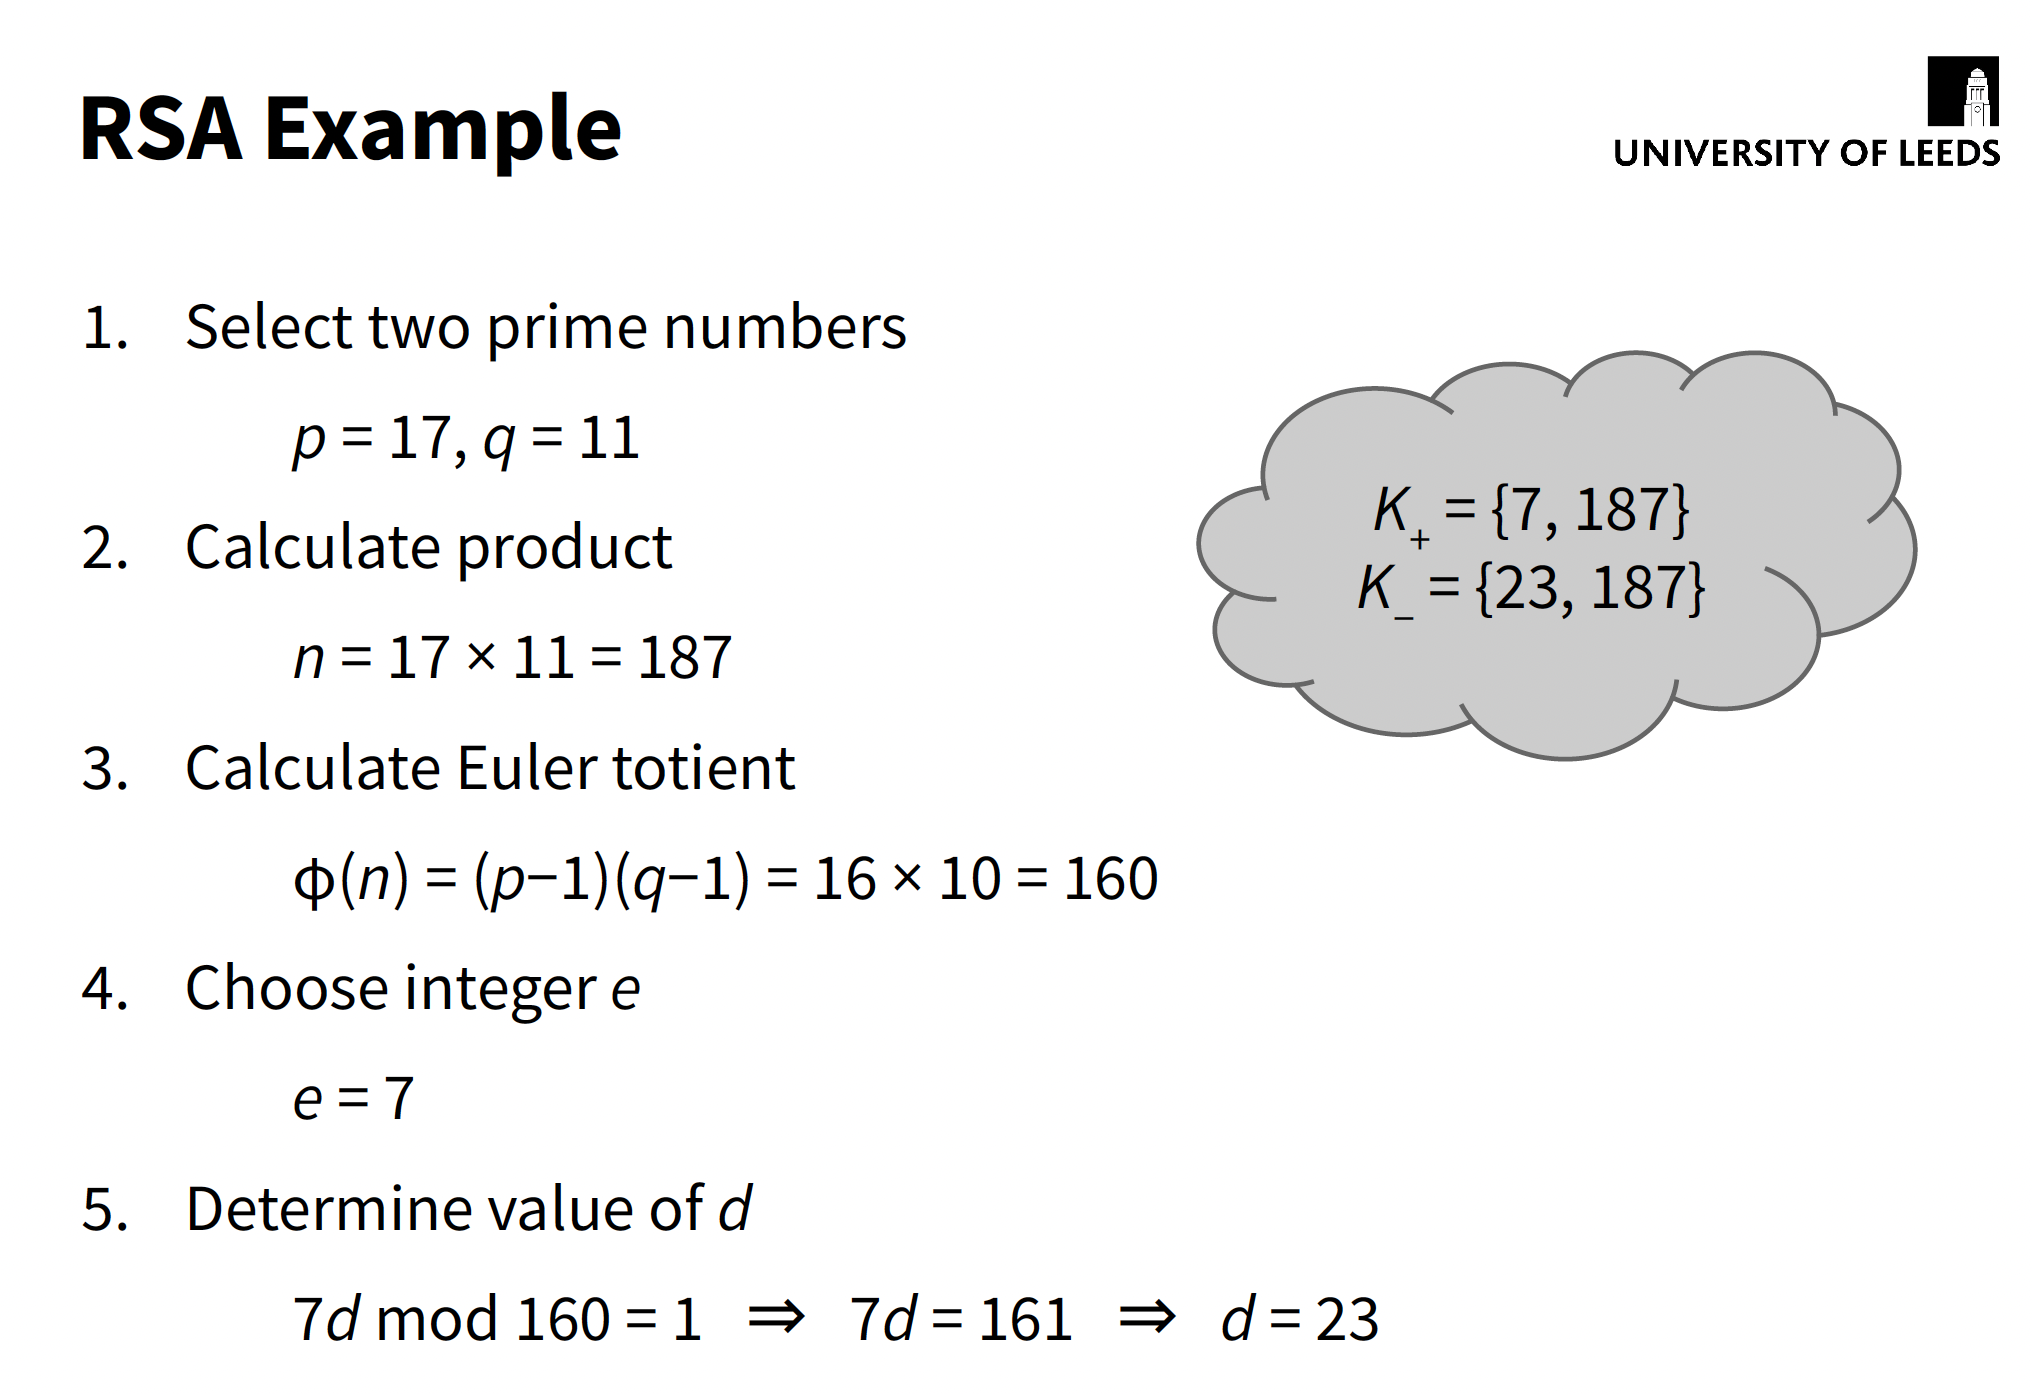 RSA Example
UNIVERSITY OF LEEDS
1. Select two prime numbers
p = 17, q = 11
2. Calculate product
n = 17 × 11 = 187
3. Calculate Euler totient
ϕ(n) = (p−1)(q−1) = 16 × 10 = 160
4. Choose integer e
e = 7
5. Determine value of d
7d mod 160 = 1 ⇒ 7d = 161 ⇒ d = 23
K₊ = {7, 187}
K₋ = {23, 187}